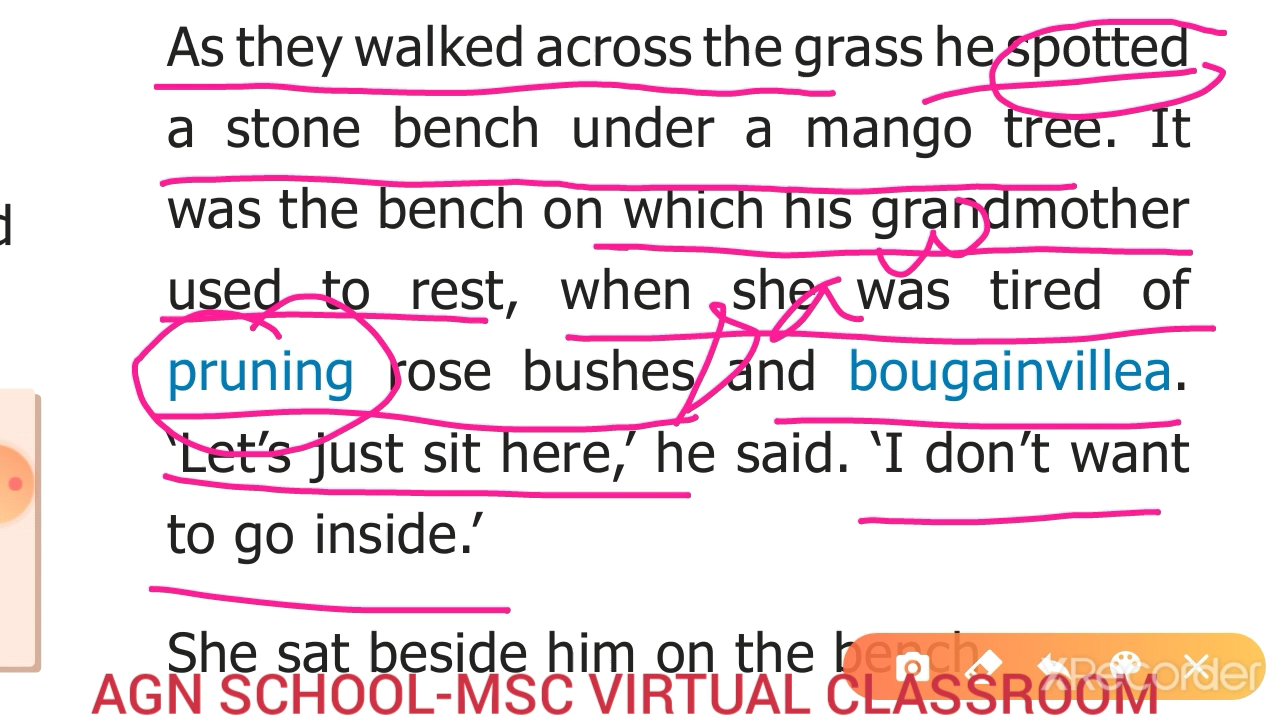 As they walked across the grass he spotted
a stone bench under a mango tree. It
was the bench on which his grandmother
used to rest, when she was tired of
pruning rose bushes and bougainvillea.
‘Let’s just sit here,’ he said. ‘I don’t want
to go inside.’
She sat beside him on the bench
AGN SCHOOL-MSC VIRTUAL CLASSROOM
XRecorder
d